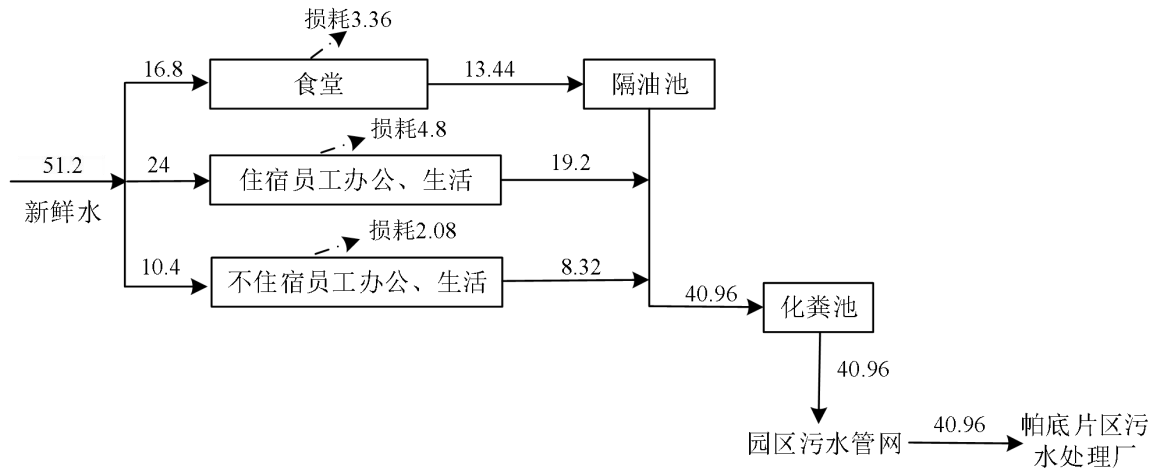 损耗3.36
16.8
食堂
13.44
隔油池
损耗4.8
51.2
24
住宿员工办公、生活
19.2
新鲜水
损耗2.08
10.4
不住宿员工办公、生活
8.32
40.96
化粪池
40.96
园区污水管网
40.96
帕底片区污
水处理厂